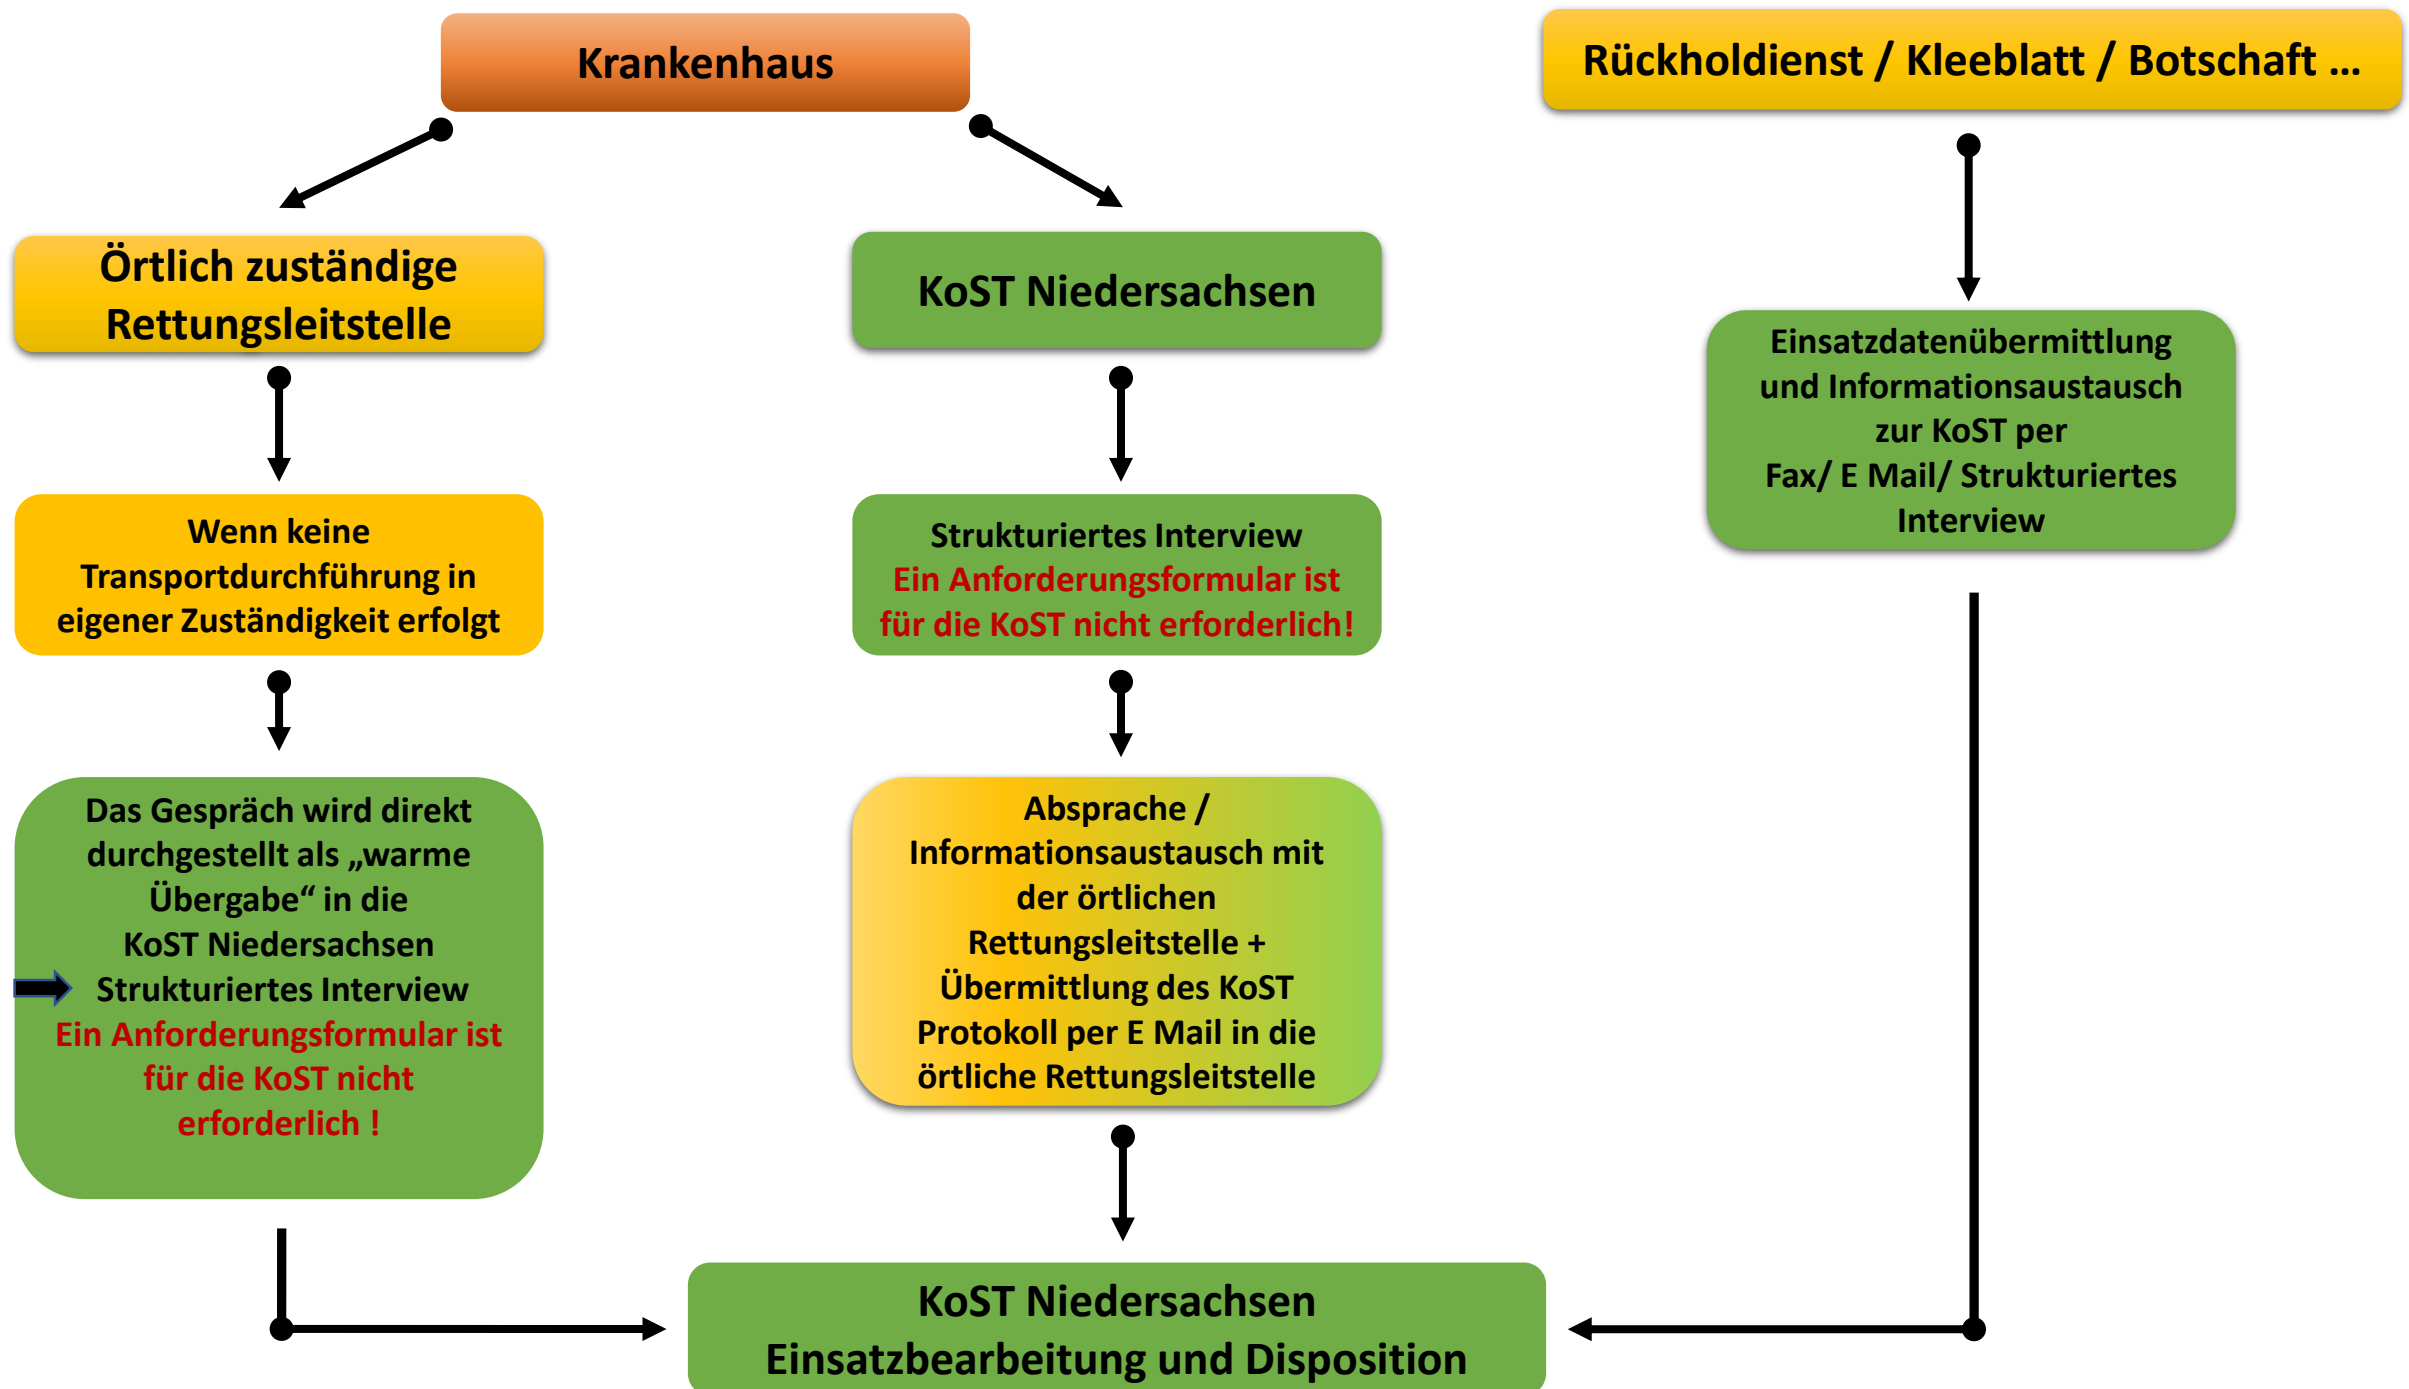 Krankenhaus
Rückholdienst / Kleeblatt / Botschaft ...
Örtlich zuständige
Rettungsleitstelle
KoST Niedersachsen
Einsatzdatenübermittlung
und Informationsaustausch
zur KoST per
Fax/ E Mail/ Strukturiertes
Interview
Wenn keine
Transportdurchführung in
eigener Zuständigkeit erfolgt
Strukturiertes Interview
Ein Anforderungsformular ist
für die KoST nicht erforderlich!
Das Gespräch wird direkt
durchgestellt als „warme
Übergabe“ in die
KoST Niedersachsen
Strukturiertes Interview
Ein Anforderungsformular ist
für die KoST nicht
erforderlich !
Absprache /
Informationsaustausch mit
der örtlichen
Rettungsleitstelle +
Übermittlung des KoST
Protokoll per E Mail in die
örtliche Rettungsleitstelle
KoST Niedersachsen
Einsatzbearbeitung und Disposition